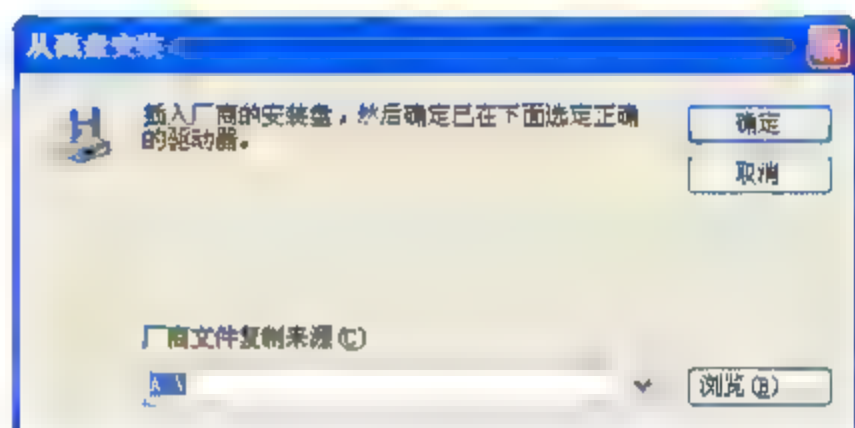 从磁盘安装
插入厂商的安装盘，然后确定已在下面选定正确
的驱动器。
确定
取消
厂商文件复制来源(C)
A:\
浏览(B)